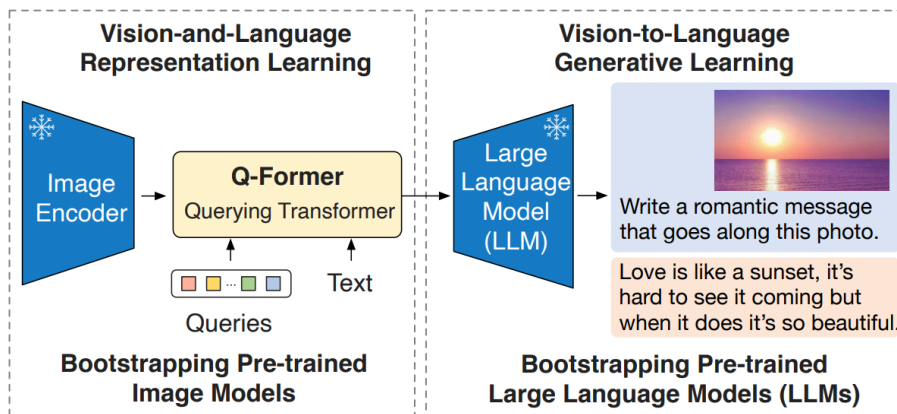 Vision-and-Language
Representation Learning
Image
Encoder
Q-Former
Querying Transformer
...
Queries
Text
Bootstrapping Pre-trained
Image Models
Vision-to-Language
Generative Learning
Large
Language
Model
(LLM)
Write a romantic message
that goes along this photo.
Love is like a sunset, it's
hard to see it coming but
when it does it's so beautiful.
Bootstrapping Pre-trained
Large Language Models (LLMs)